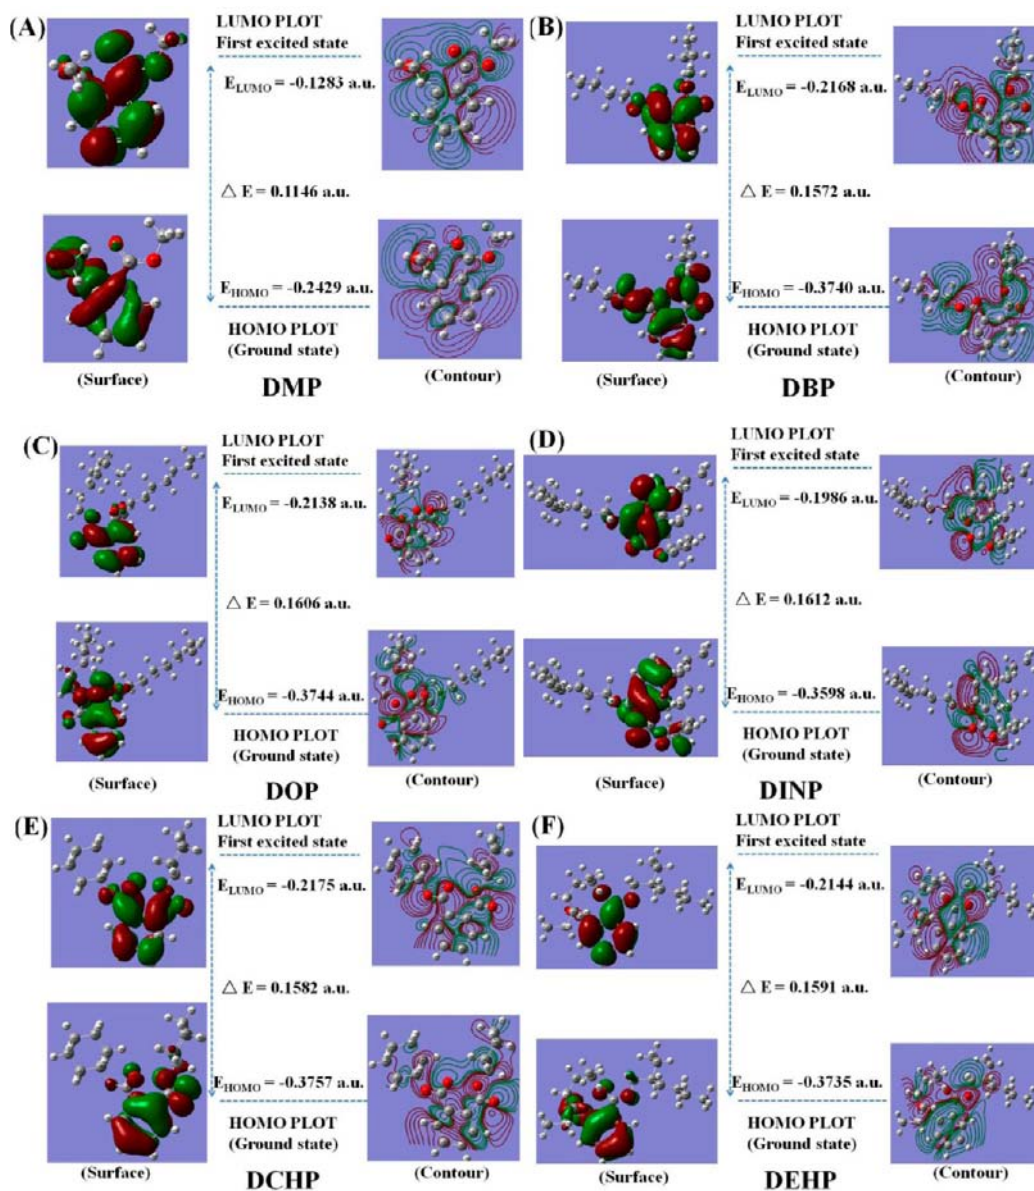 (A)
LUMO PLOT
First excited state
E_LUMO = -0.1283 a.u.
△ E = 0.1146 a.u.
E_HOMO = -0.2429 a.u.
HOMO PLOT
(Ground state)
(Surface)
(Contour)
DMP
(B)
LUMO PLOT
First excited state
E_LUMO = -0.2168 a.u.
△ E = 0.1572 a.u.
E_HOMO = -0.3740 a.u.
HOMO PLOT
(Ground state)
(Surface)
(Contour)
DBP
(C)
LUMO PLOT
First excited state
E_LUMO = -0.2138 a.u.
△ E = 0.1606 a.u.
E_HOMO = -0.3744 a.u.
HOMO PLOT
(Ground state)
(Surface)
(Contour)
DOP
(D)
LUMO PLOT
First excited state
E_LUMO = -0.1986 a.u.
△ E = 0.1612 a.u.
E_HOMO = -0.3598 a.u.
HOMO PLOT
(Ground state)
(Surface)
(Contour)
DINP
(E)
LUMO PLOT
First excited state
E_LUMO = -0.2175 a.u.
△ E = 0.1582 a.u.
E_HOMO = -0.3757 a.u.
HOMO PLOT
(Ground state)
(Surface)
(Contour)
DCHP
(F)
LUMO PLOT
First excited state
E_LUMO = -0.2144 a.u.
△ E = 0.1591 a.u.
E_HOMO = -0.3735 a.u.
HOMO PLOT
(Ground state)
(Surface)
(Contour)
DEHP